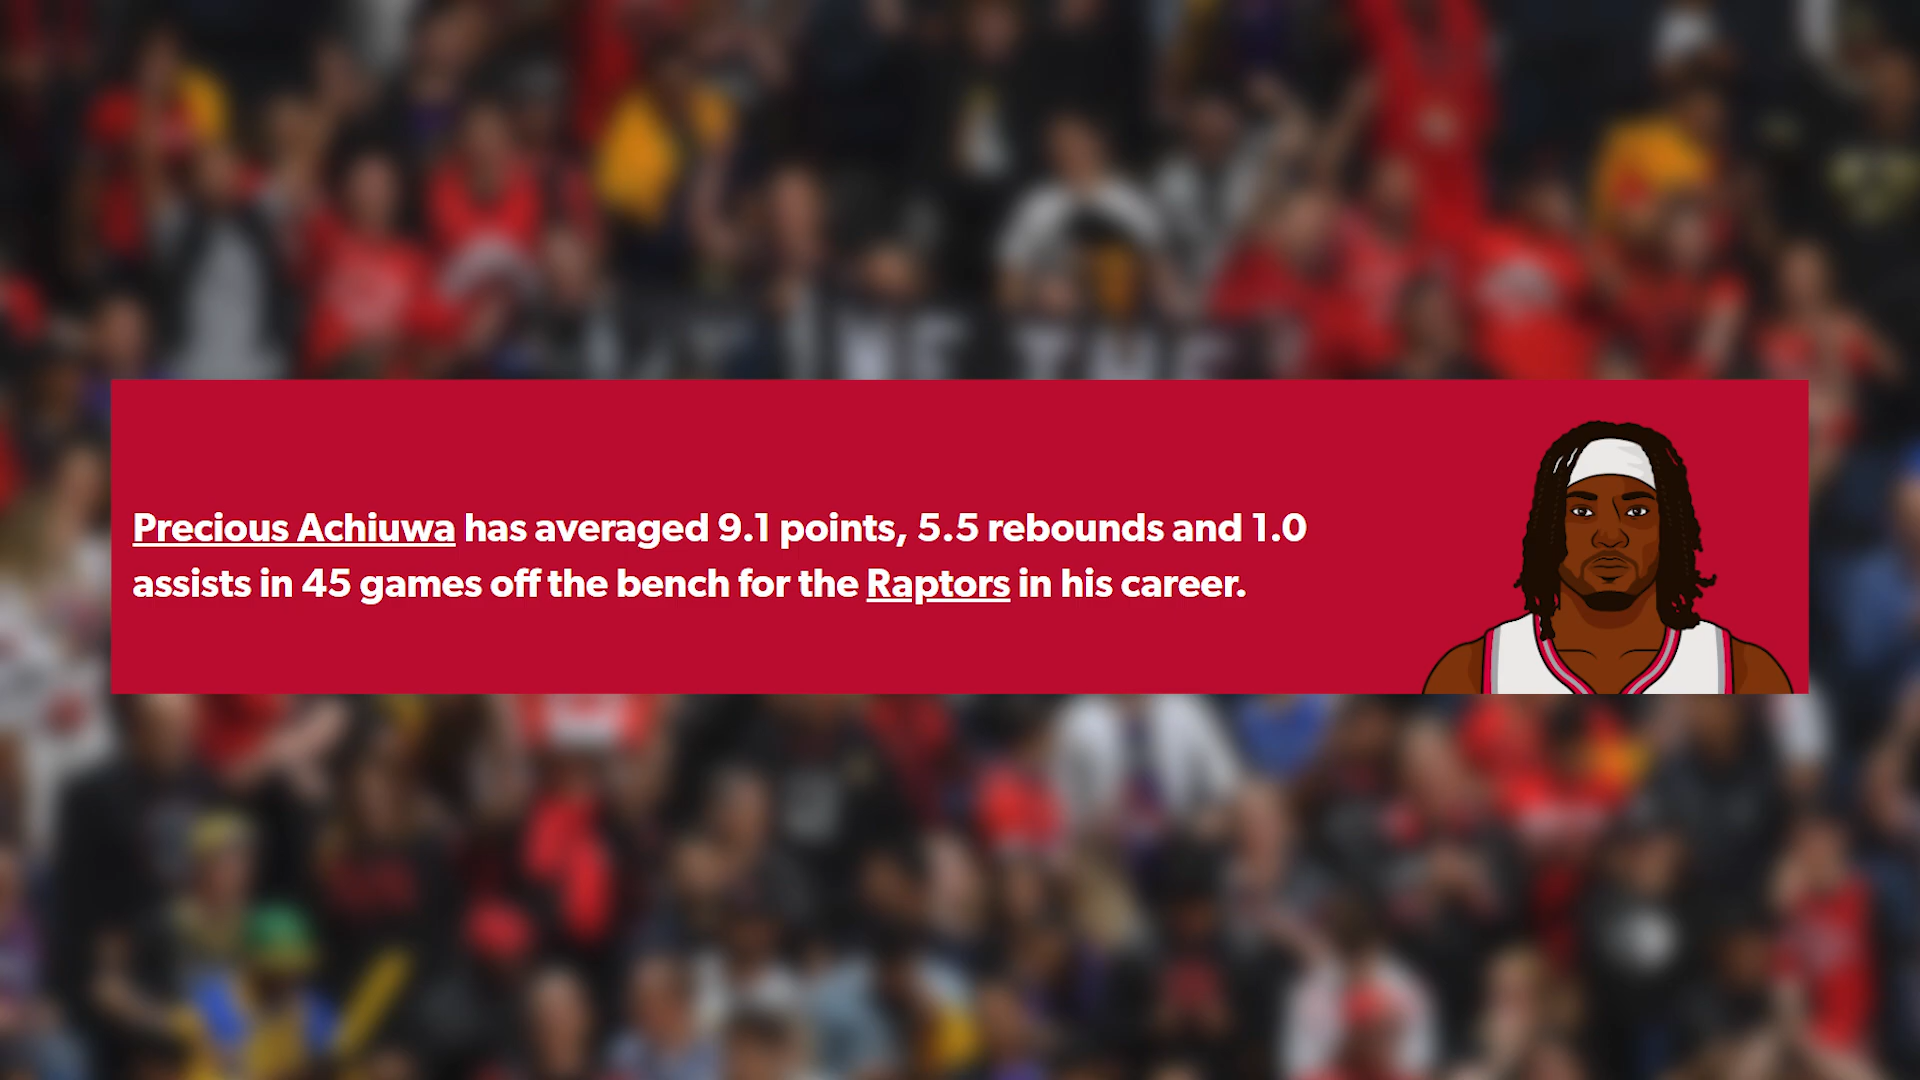 Precious Achiuwa has averaged 9.1 points, 5.5 rebounds and 1.0
assists in 45 games off the bench for the Raptors in his career.